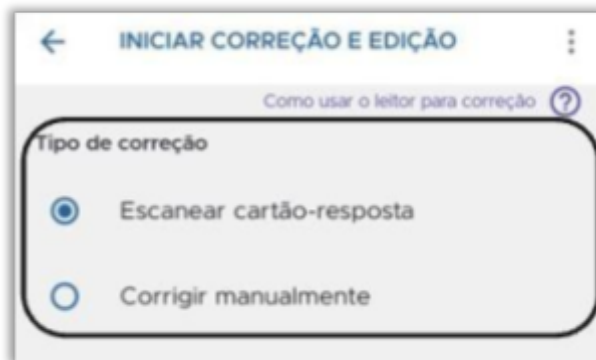 INICIAR CORREÇÃO E EDIÇÃO
Como usar o leitor para correção ?
Tipo de correção
Escanear cartão-resposta
Corrigir manualmente